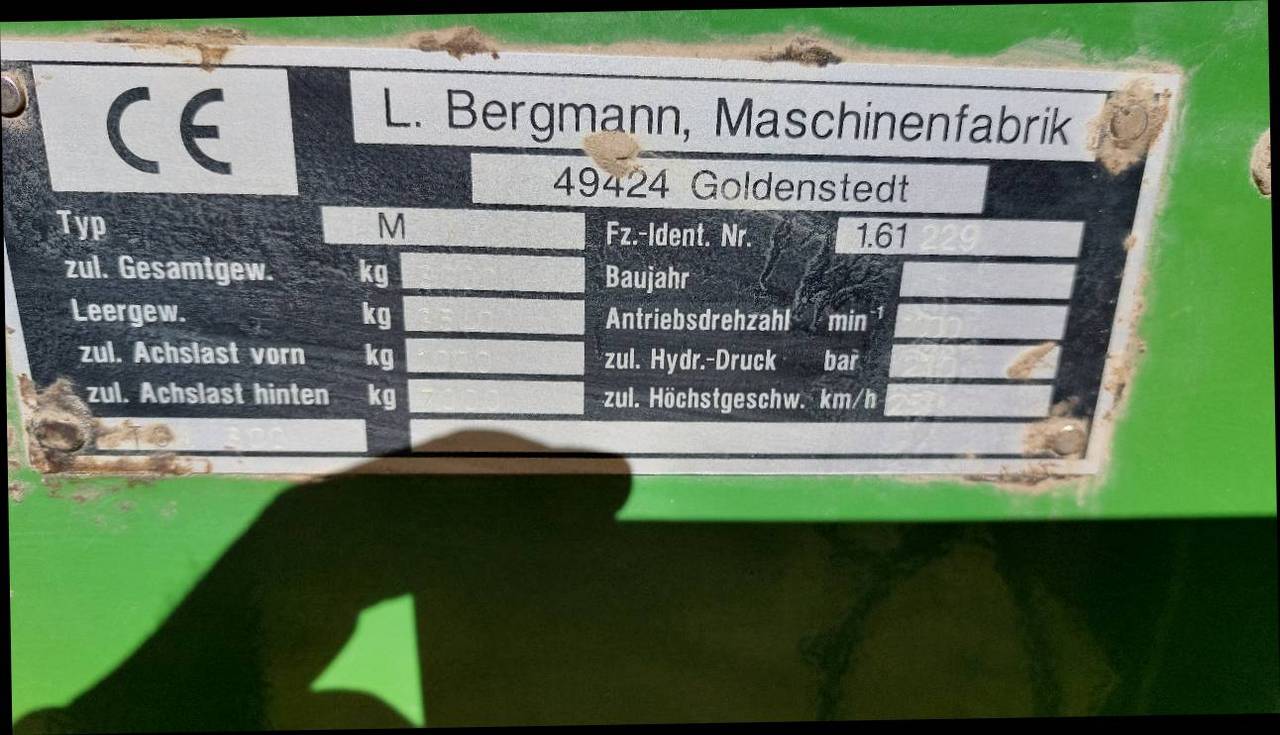 CE
L. Bergmann, Maschinenfabrik
49424 Goldenstedt
Typ M
Fz.-Ident. Nr. 1.61 229
zul. Gesamtgew. kg
Baujahr
Leergew. kg
Antriebsdrehzahl min-1
zul. Achslast vorn kg
zul. Hydr.-Druck bar
zul. Achslast hinten kg
zul. Höchstgeschw. km/h